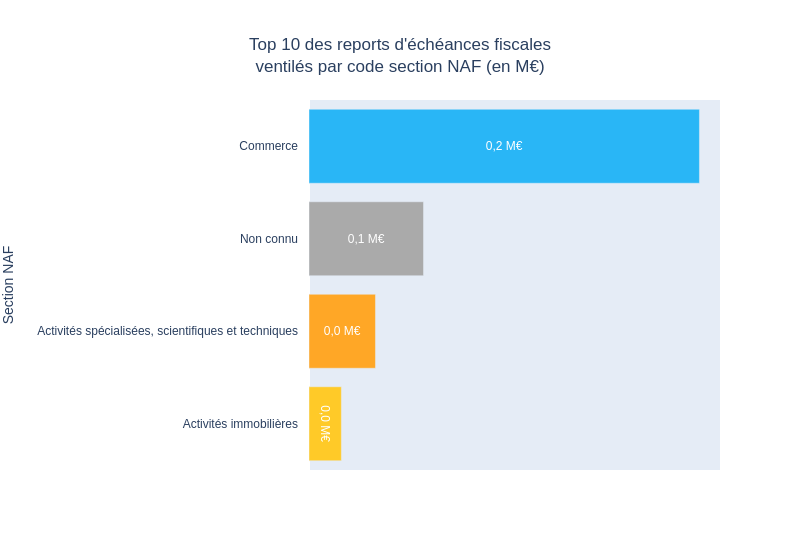 Top 10 des reports d'échéances fiscales
ventilés par code section NAF (en M€)
Section NAF
Commerce
0,2 M€
Non connu
0,1 M€
Activités spécialisées, scientifiques et techniques
0,0 M€
Activités immobilières
0,0 M€